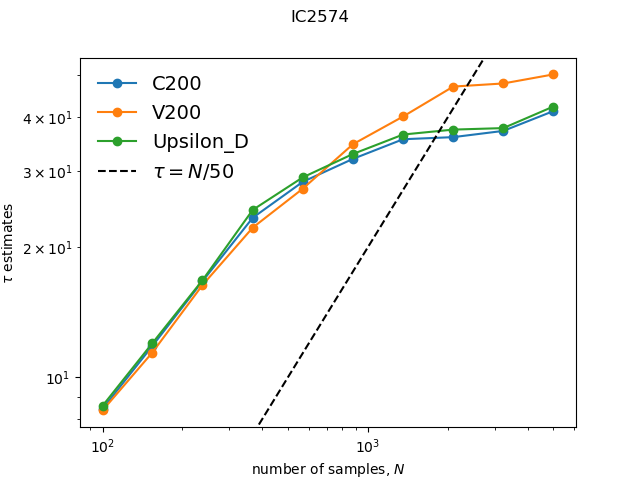 IC2574
C200
V200
Upsilon_D
τ = N/50
4 × 10¹
3 × 10¹
2 × 10¹
10¹
τ estimates
10² 10³
number of samples, N